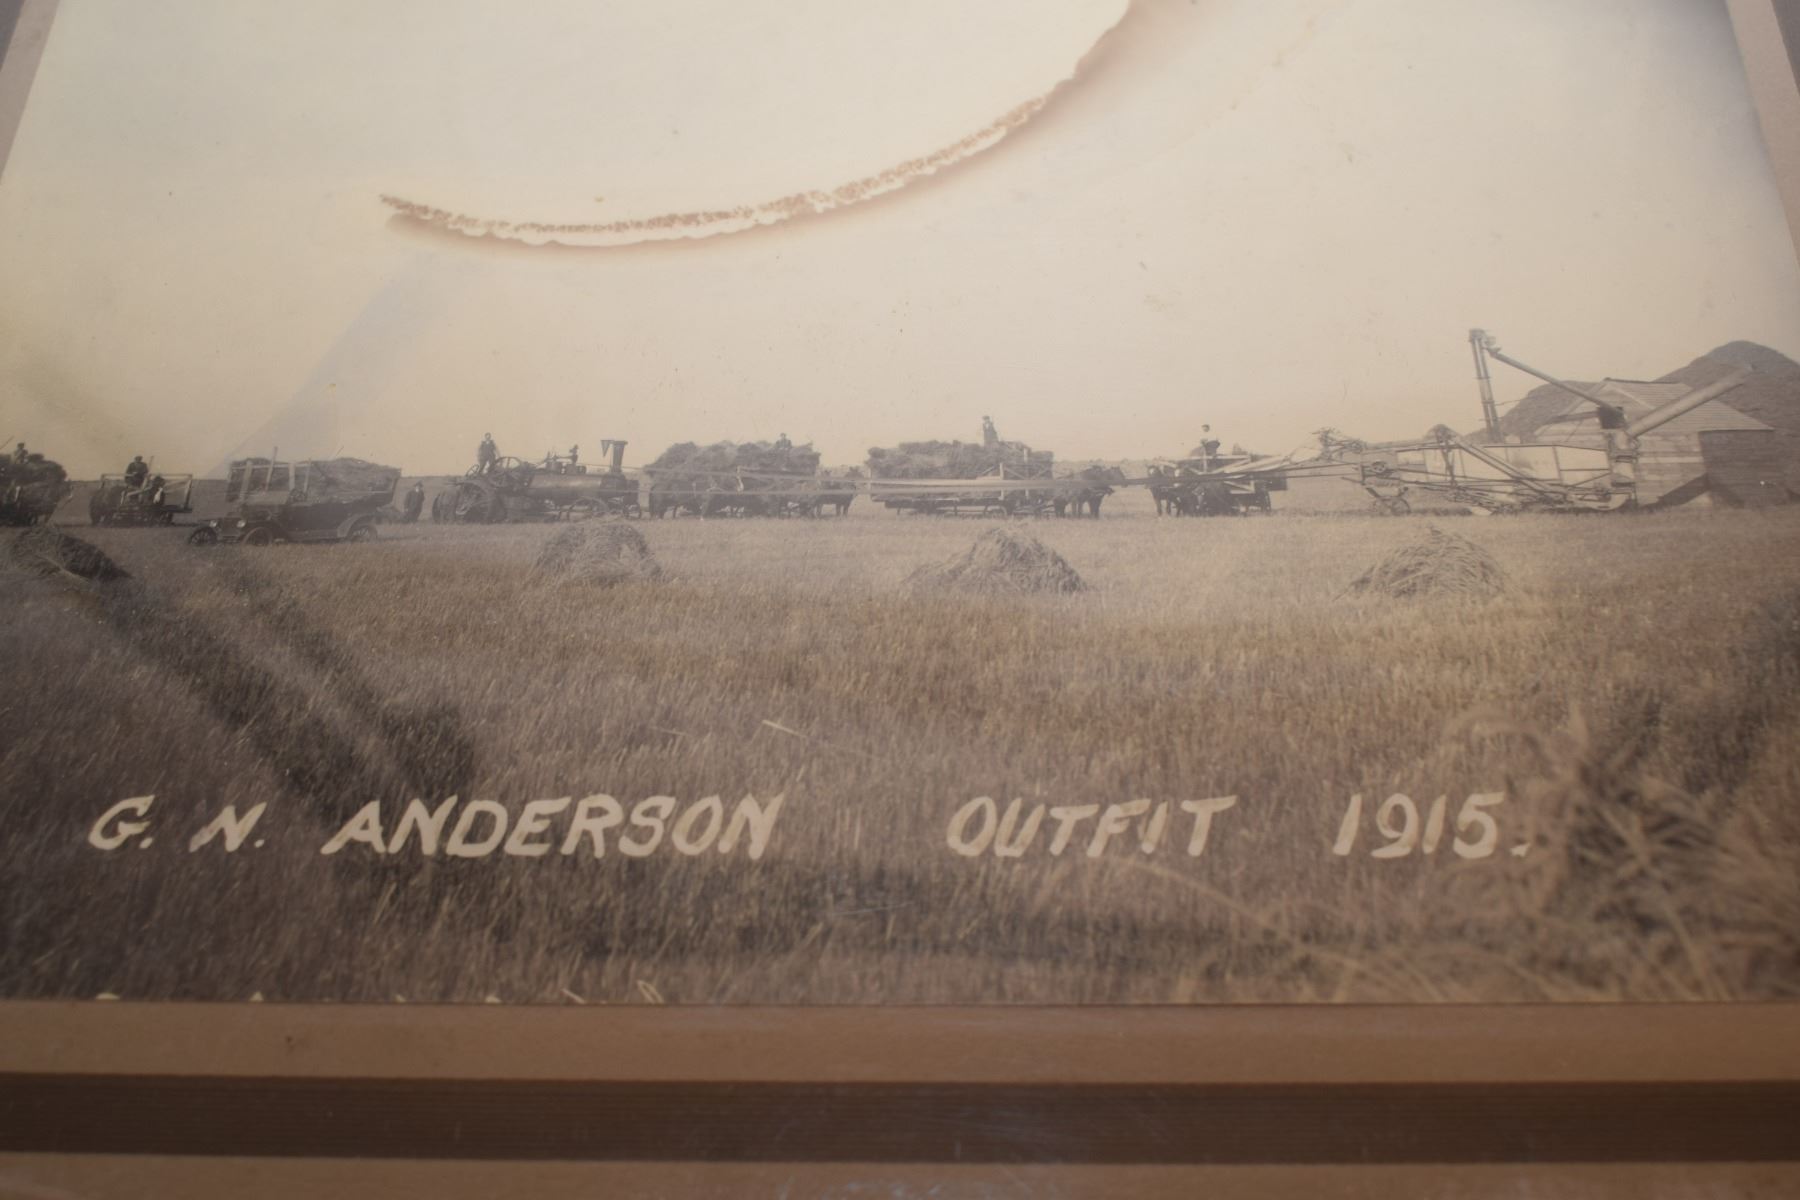 G. N. ANDERSON OUTFIT 1915.